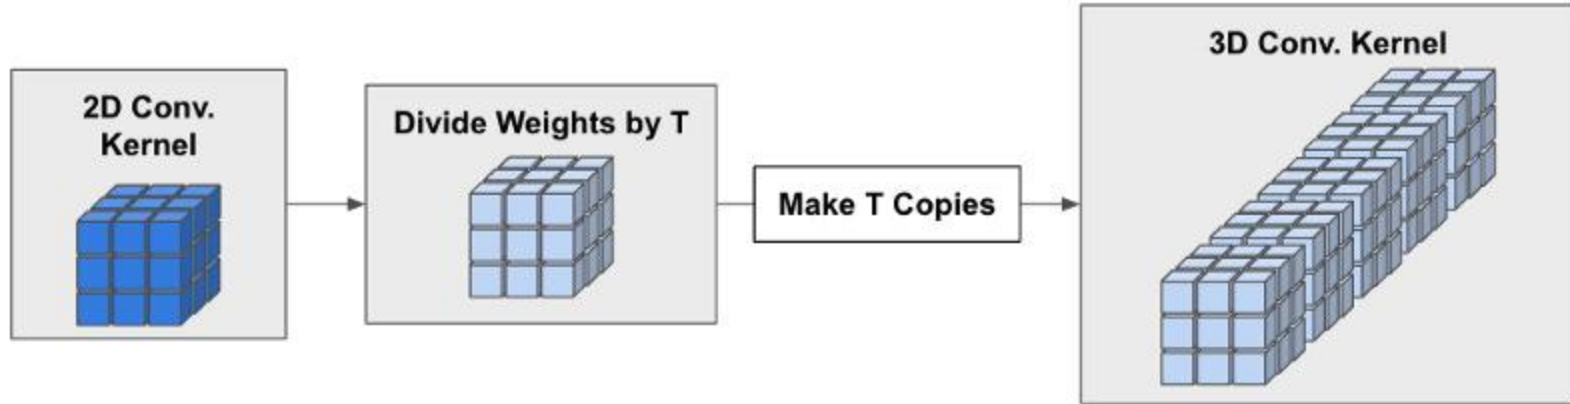 2D Conv.
Kernel
Divide Weights by T
Make T Copies
3D Conv. Kernel